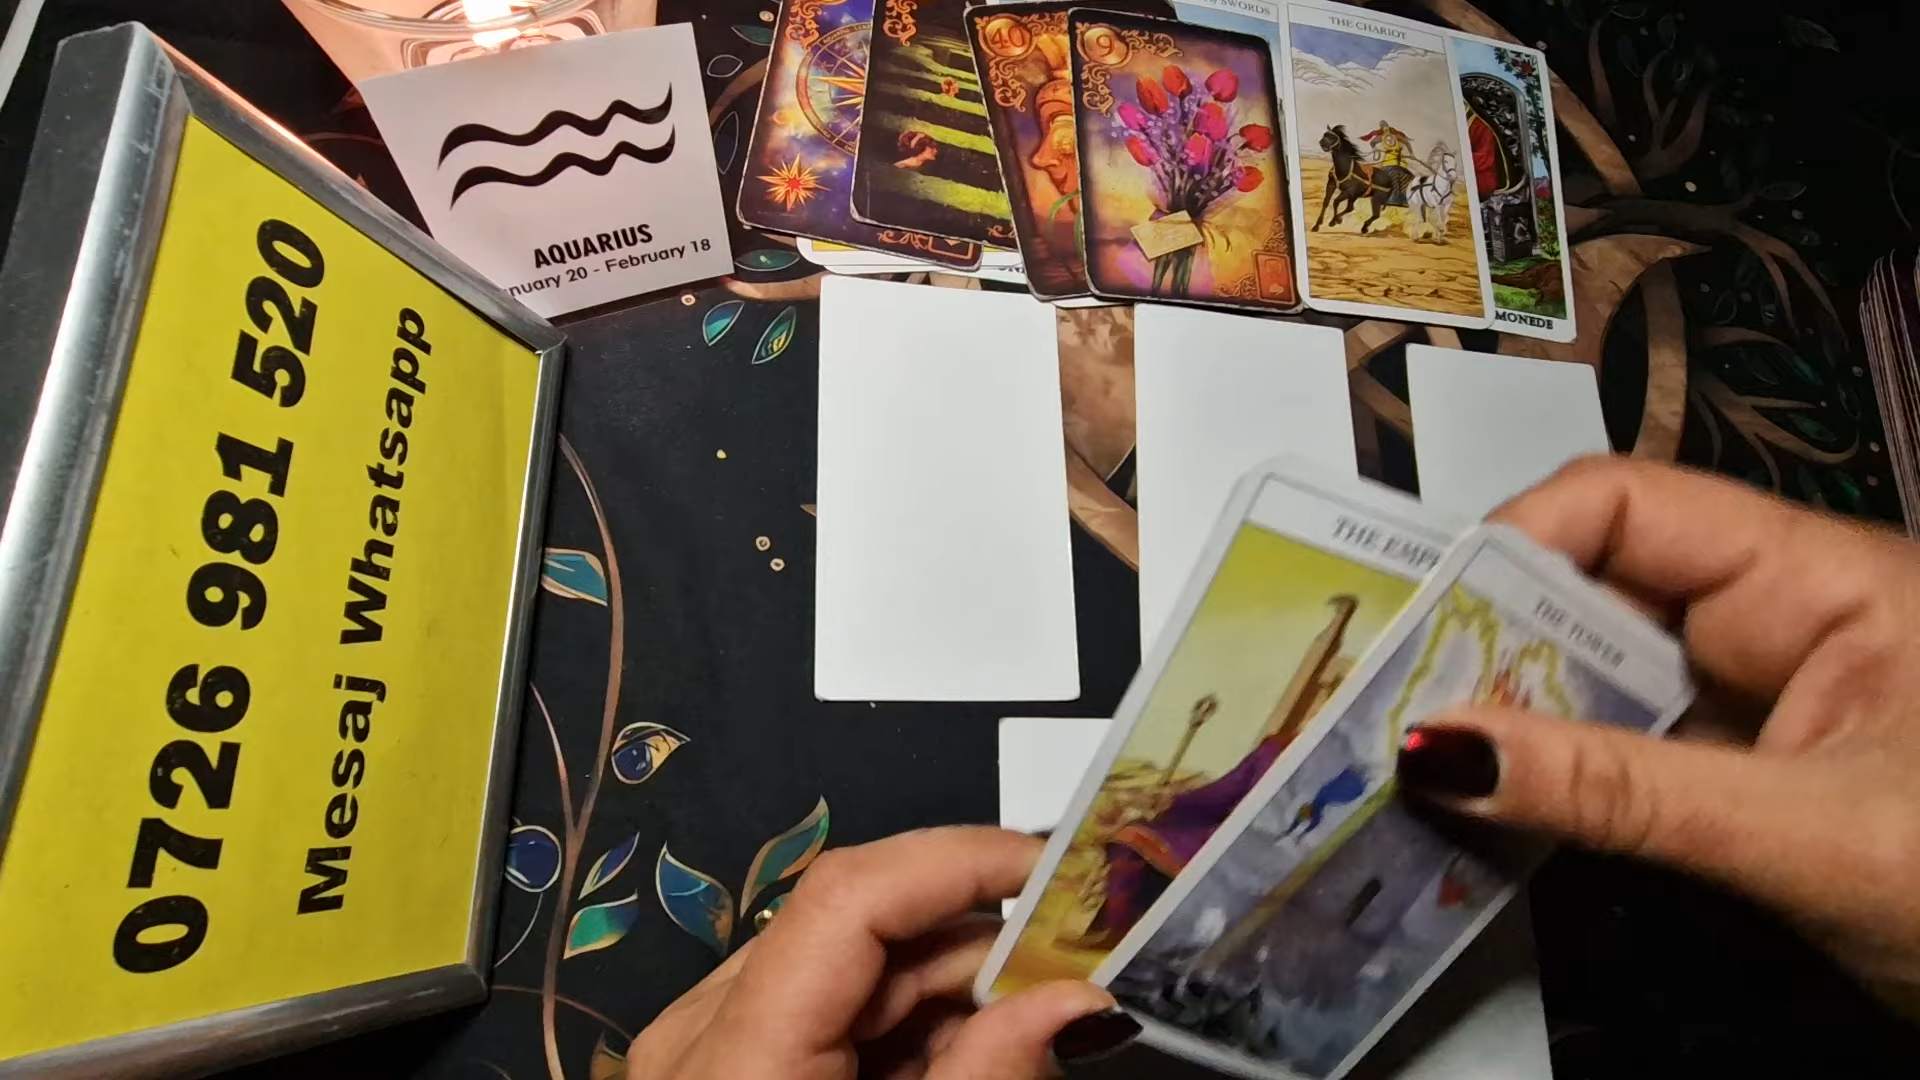 0726 981 520
Mesaj Whatsapp
AQUARIUS
nuary 20 - February 18
40
9
SWORDS
THE CHARIOT
MONEDE
THE EMP
THE TOWER